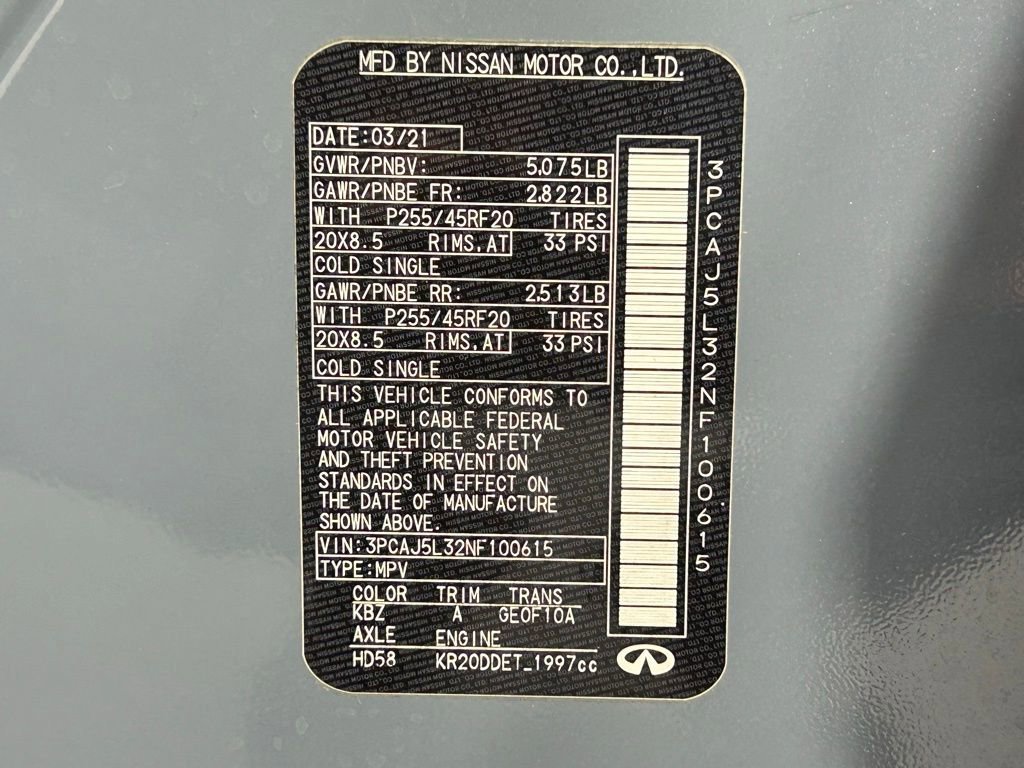 MFD BY NISSAN MOTOR CO.,LTD.
DATE:03/21
GVWR/PNBV: 5.075LB
GAWR/PNBE FR: 2.822LB
WITH P255/45RF20 TIRES
20X8.5 RIMS.AT 33 PSI
COLD SINGLE
GAWR/PNBE RR: 2.513LB
WITH P255/45RF20 TIRES
20X8.5 RIMS.AT 33 PSI
COLD SINGLE
THIS VEHICLE CONFORMS TO
ALL APPLICABLE FEDERAL
MOTOR VEHICLE SAFETY
AND THEFT PREVENTION
STANDARDS IN EFFECT ON
THE DATE OF MANUFACTURE
SHOWN ABOVE.
VIN:3PCAJ5L32NF100615
TYPE:MPV
COLOR TRIM TRANS
KBZ A GE0F10A
AXLE ENGINE
HD58 KR20DDET_1997cc
3PCAJ5L32NF100615